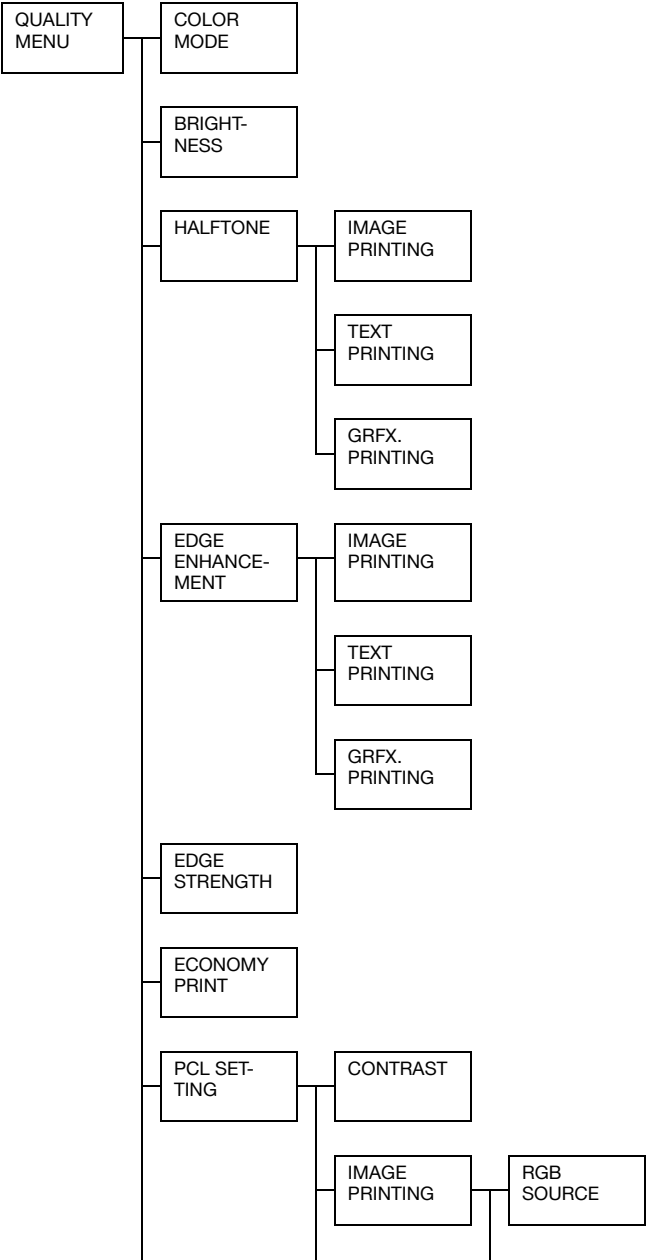 QUALITY
MENU
COLOR
MODE
BRIGHT-
NESS
HALFTONE
IMAGE
PRINTING
TEXT
PRINTING
GRFX.
PRINTING
EDGE
ENHANCE-
MENT
IMAGE
PRINTING
TEXT
PRINTING
GRFX.
PRINTING
EDGE
STRENGTH
ECONOMY
PRINT
PCL SET-
TING
CONTRAST
IMAGE
PRINTING
RGB
SOURCE